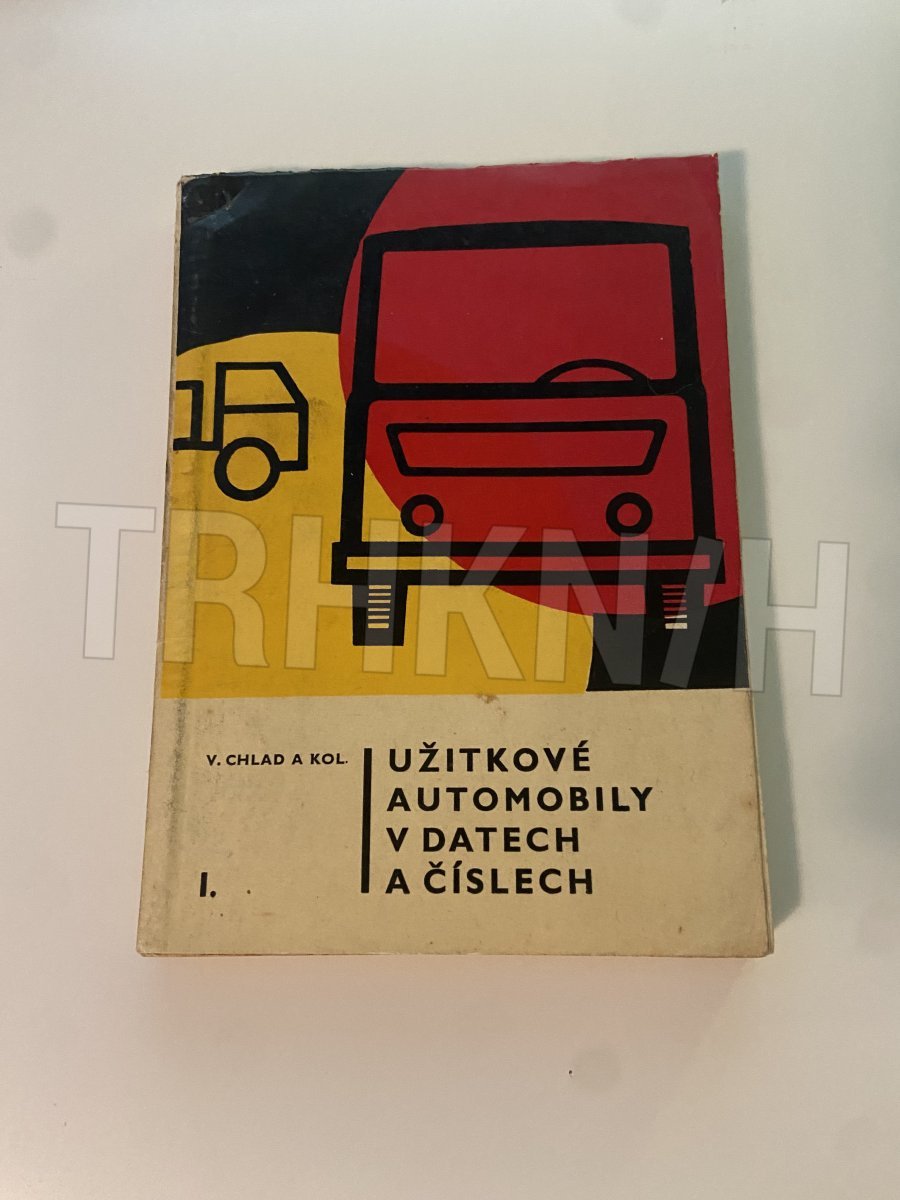 TRHKNIH
V. CHLAD A KOL.
UŽITKOVÉ
AUTOMOBILY
V DATECH
A ČÍSLECH
I.